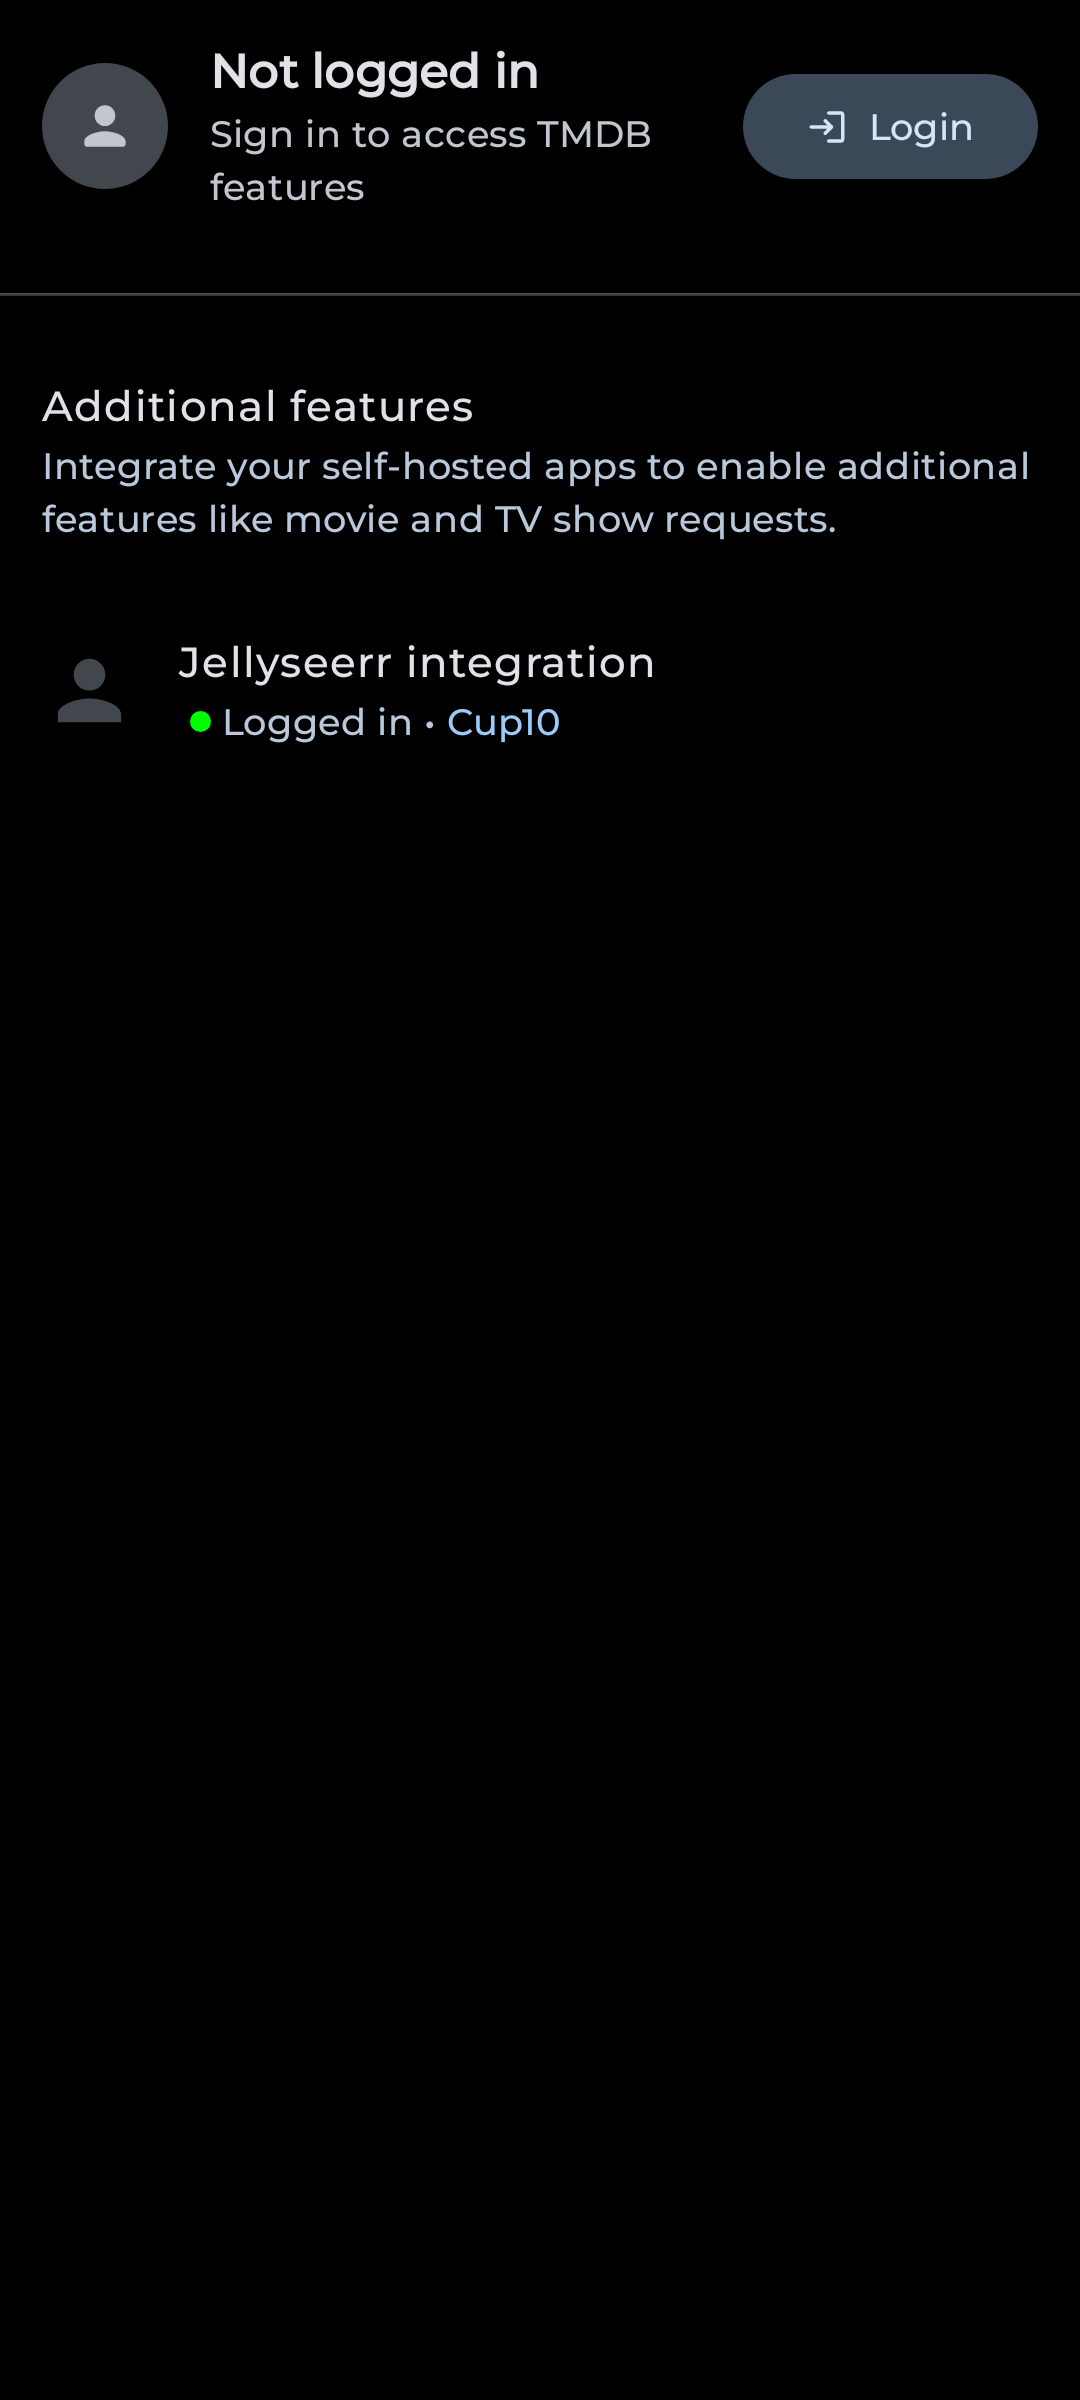 Not logged in
Sign in to access TMDB
features
Login
Additional features
Integrate your self-hosted apps to enable additional
features like movie and TV show requests.
Jellyseerr integration
Logged in • Cup10